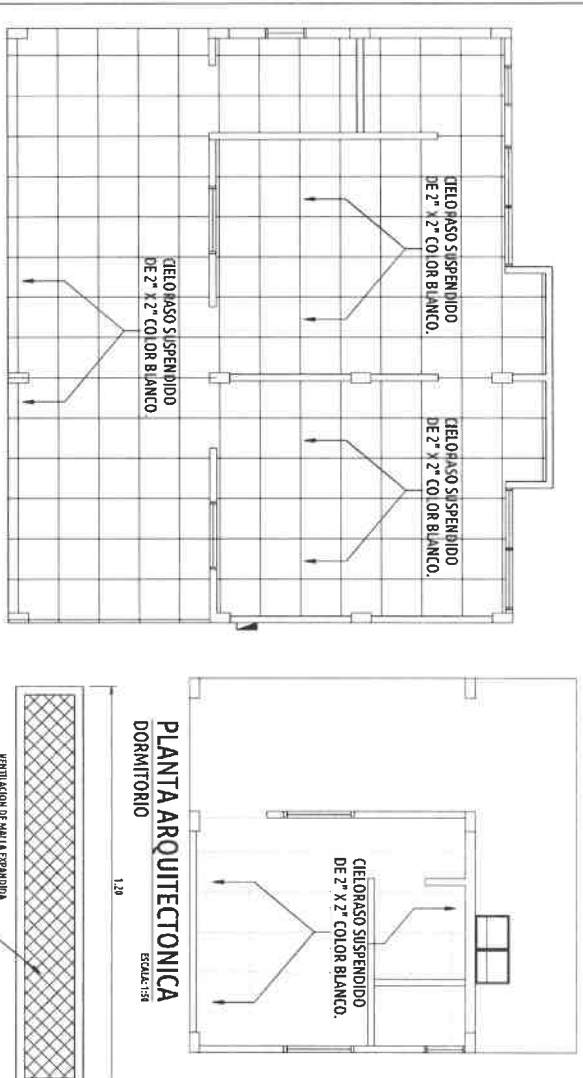 CIELO RASO SUSPENDIDO
DE 2" X 2" COLOR BLANCO.
CIELO RASO SUSPENDIDO
DE 2" X 2" COLOR BLANCO.
CIELO RASO SUSPENDIDO
DE 2" X 2" COLOR BLANCO.
CIELORASO SUSPENDIDO
DE 2" X 2" COLOR BLANCO.
PLANTA ARQUITECTONICA
DORMITORIO
ESCALA:1:50
1.20
VENTILACION DE MALLA EXPANDIDA